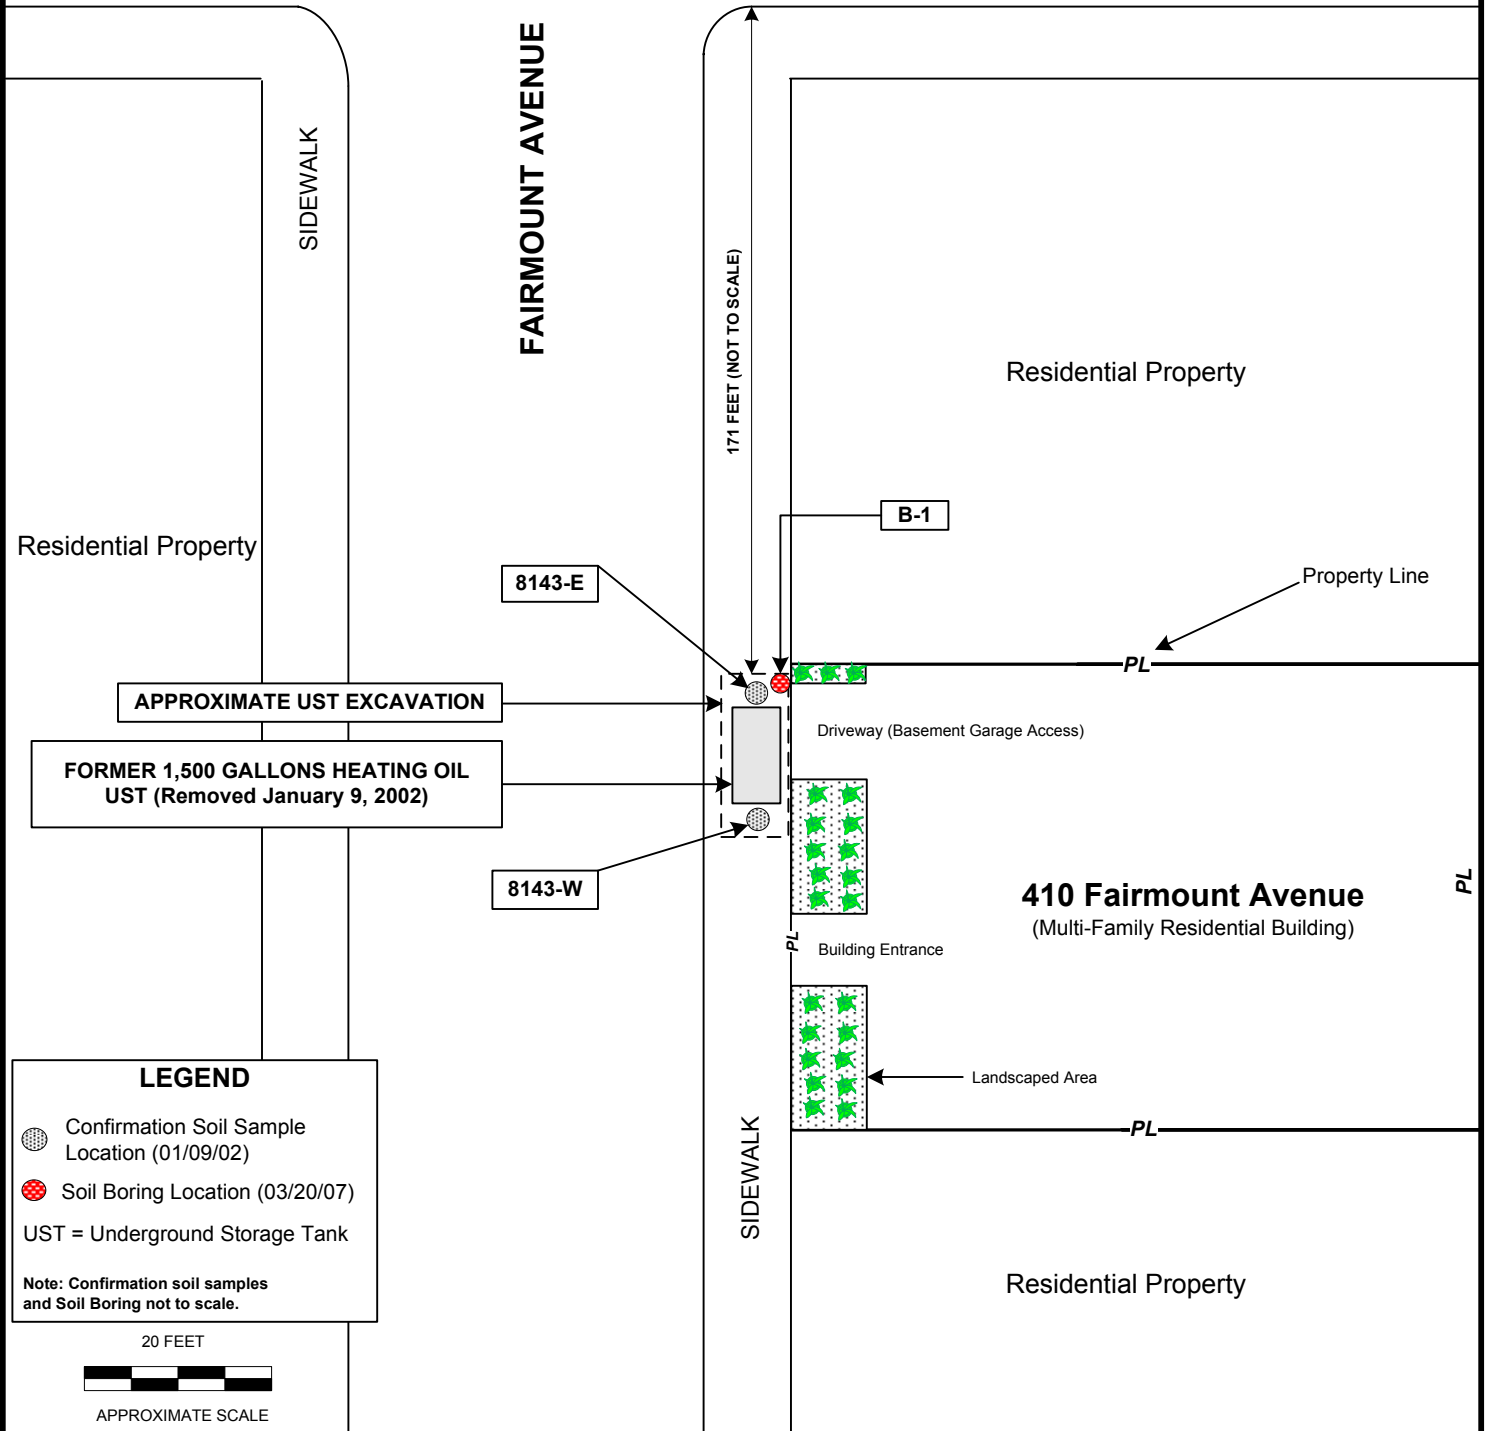 FAIRMOUNT AVENUE
SIDEWALK
171 FEET (NOT TO SCALE)
Residential Property
B-1
Residential Property
8143-E
Property Line
PL
APPROXIMATE UST EXCAVATION
Driveway (Basement Garage Access)
FORMER 1,500 GALLONS HEATING OIL
UST (Removed January 9, 2002)
8143-W
410 Fairmount Avenue
(Multi-Family Residential Building)
PL
PL
Building Entrance
Landscaped Area
PL
SIDEWALK
Residential Property
LEGEND
Confirmation Soil Sample
Location (01/09/02)
Soil Boring Location (03/20/07)
UST = Underground Storage Tank
Note: Confirmation soil samples
and Soil Boring not to scale.
20 FEET
APPROXIMATE SCALE